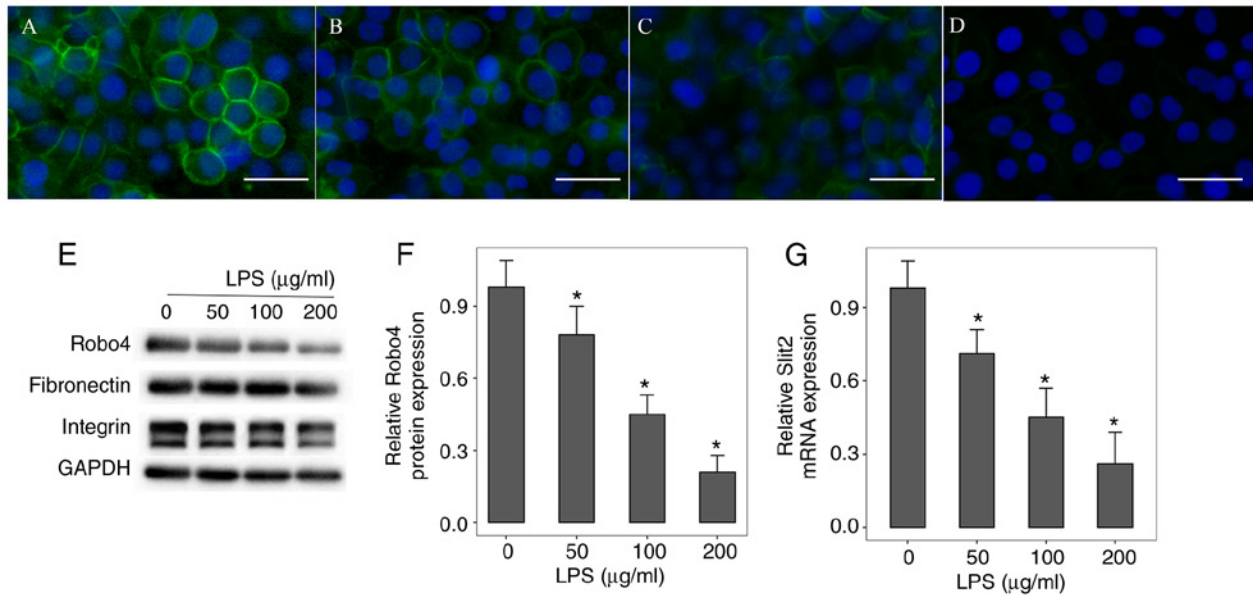 A
B
C
D
E
LPS (μg/ml)
0 50 100 200
Robo4
Fibronectin
Integrin
GAPDH
F
Relative Robo4
protein expression
0.9
0.6
0.3
0.0
* * *
0 50 100 200
LPS (μg/ml)
G
Relative Slit2
mRNA expression
0.9
0.6
0.3
0.0
* * *
0 50 100 200
LPS (μg/ml)